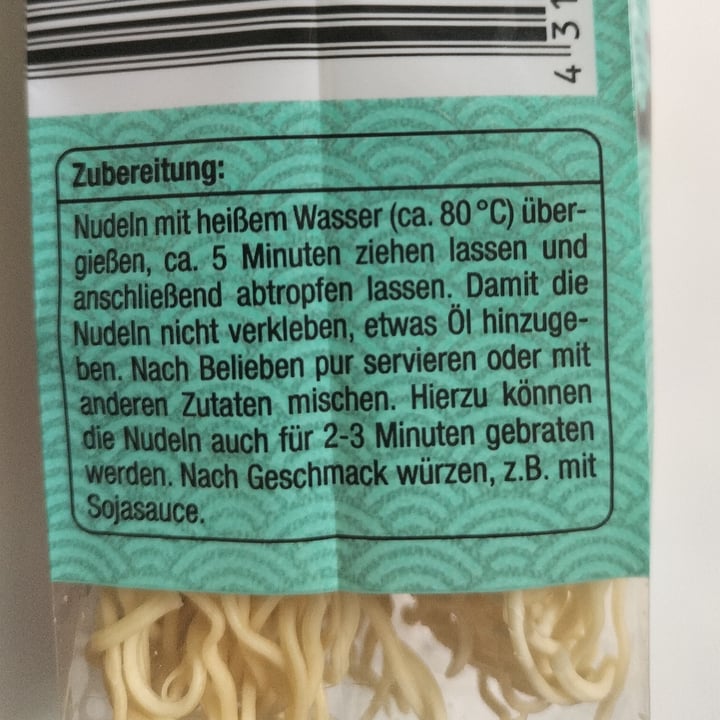 431
Zubereitung:
Nudeln mit heißem Wasser (ca. 80 °C) über-
gießen, ca. 5 Minuten ziehen lassen und
anschließend abtropfen lassen. Damit die
Nudeln nicht verkleben, etwas Öl hinzuge-
ben. Nach Belieben pur servieren oder mit
anderen Zutaten mischen. Hierzu können
die Nudeln auch für 2-3 Minuten gebraten
werden. Nach Geschmack würzen, z.B. mit
Sojasauce.